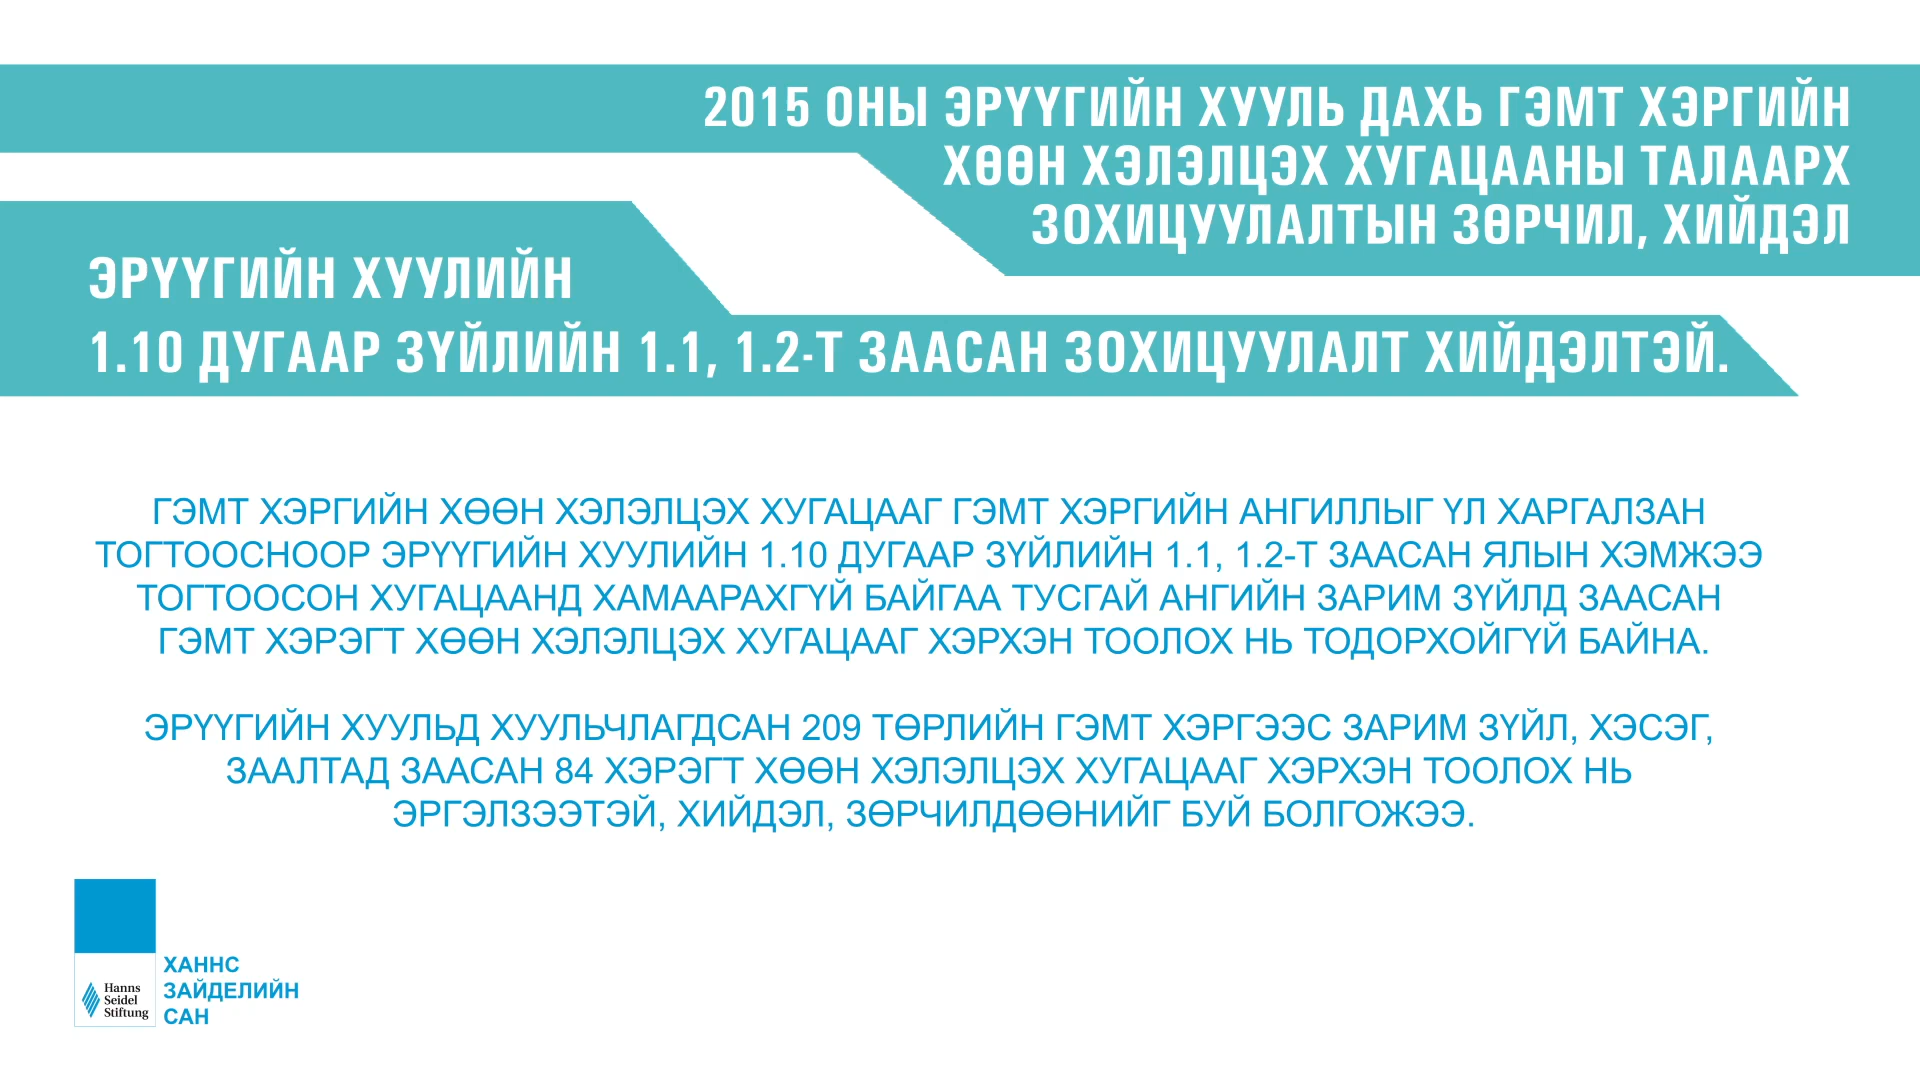 2015 ОНЫ ЭРҮҮГИЙН ХУУЛЬ ДАХЬ ГЭМТ ХЭРГИЙН
ХӨӨН ХЭЛЭЛЦЭХ ХУГАЦААНЫ ТАЛААРХ
ЗОХИЦУУЛАЛТЫН ЗӨРЧИЛ, ХИЙДЭЛ
ЭРҮҮГИЙН ХУУЛИЙН
1.10 ДУГААР ЗҮЙЛИЙН 1.1, 1.2-Т ЗААСАН ЗОХИЦУУЛАЛТ ХИЙДЭЛТЭЙ.
ГЭМТ ХЭРГИЙН ХӨӨН ХЭЛЭЛЦЭХ ХУГАЦААГ ГЭМТ ХЭРГИЙН АНГИЛЛЫГ ҮЛ ХАРГАЛЗАН
ТОГТООСНООР ЭРҮҮГИЙН ХУУЛИЙН 1.10 ДУГААР ЗҮЙЛИЙН 1.1, 1.2-Т ЗААСАН ЯЛЫН ХЭМЖЭЭ
ТОГТООСОН ХУГАЦААНД ХАМААРАХГҮЙ БАЙГАА ТУСГАЙ АНГИЙН ЗАРИМ ЗҮЙЛД ЗААСАН
ГЭМТ ХЭРЭГТ ХӨӨН ХЭЛЭЛЦЭХ ХУГАЦААГ ХЭРХЭН ТООЛОХ НЬ ТОДОРХОЙГҮЙ БАЙНА.
ЭРҮҮГИЙН ХУУЛЬД ХУУЛЬЧЛАГДСАН 209 ТӨРЛИЙН ГЭМТ ХЭРГЭЭС ЗАРИМ ЗҮЙЛ, ХЭСЭГ,
ЗААЛТАД ЗААСАН 84 ХЭРЭГТ ХӨӨН ХЭЛЭЛЦЭХ ХУГАЦААГ ХЭРХЭН ТООЛОХ НЬ
ЭРГЭЛЗЭЭТЭЙ, ХИЙДЭЛ, ЗӨРЧИЛДӨӨНИЙГ БУЙ БОЛГОЖЭЭ.
Hanns
Seidel
Stiftung
ХАННС
ЗАЙДЕЛИЙН
САН